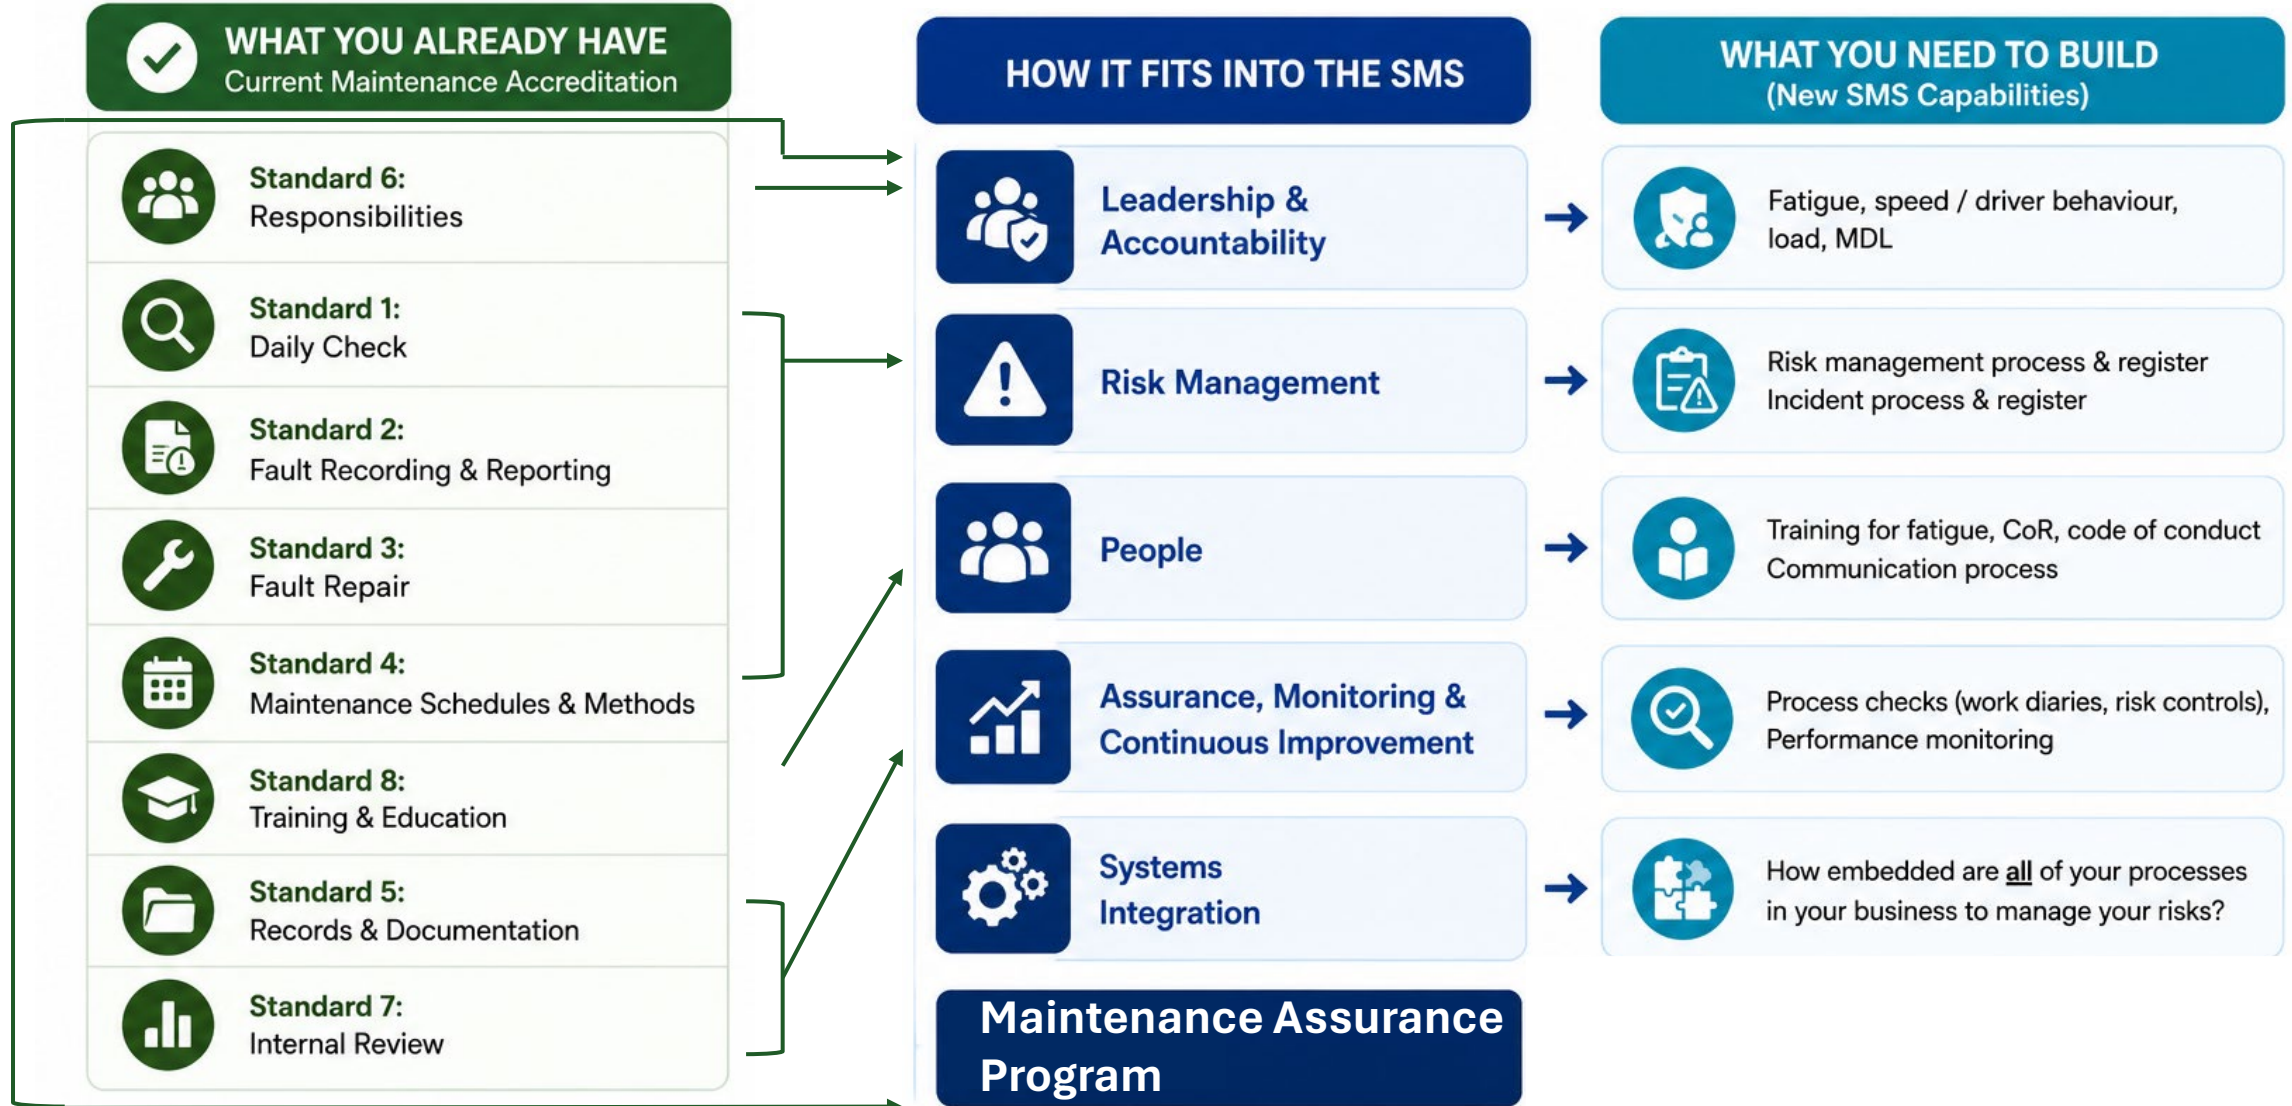 WHAT YOU ALREADY HAVE
Current Maintenance Accreditation
Standard 6:
Responsibilities
Standard 1:
Daily Check
Standard 2:
Fault Recording & Reporting
Standard 3:
Fault Repair
Standard 4:
Maintenance Schedules & Methods
Standard 8:
Training & Education
Standard 5:
Records & Documentation
Standard 7:
Internal Review
HOW IT FITS INTO THE SMS
Leadership &
Accountability
Risk Management
People
Assurance, Monitoring &
Continuous Improvement
Systems
Integration
Maintenance Assurance
Program
WHAT YOU NEED TO BUILD
(New SMS Capabilities)
Fatigue, speed / driver behaviour,
load, MDL
Risk management process & register
Incident process & register
Training for fatigue, CoR, code of conduct
Communication process
Process checks (work diaries, risk controls),
Performance monitoring
How embedded are all of your processes
in your business to manage your risks?